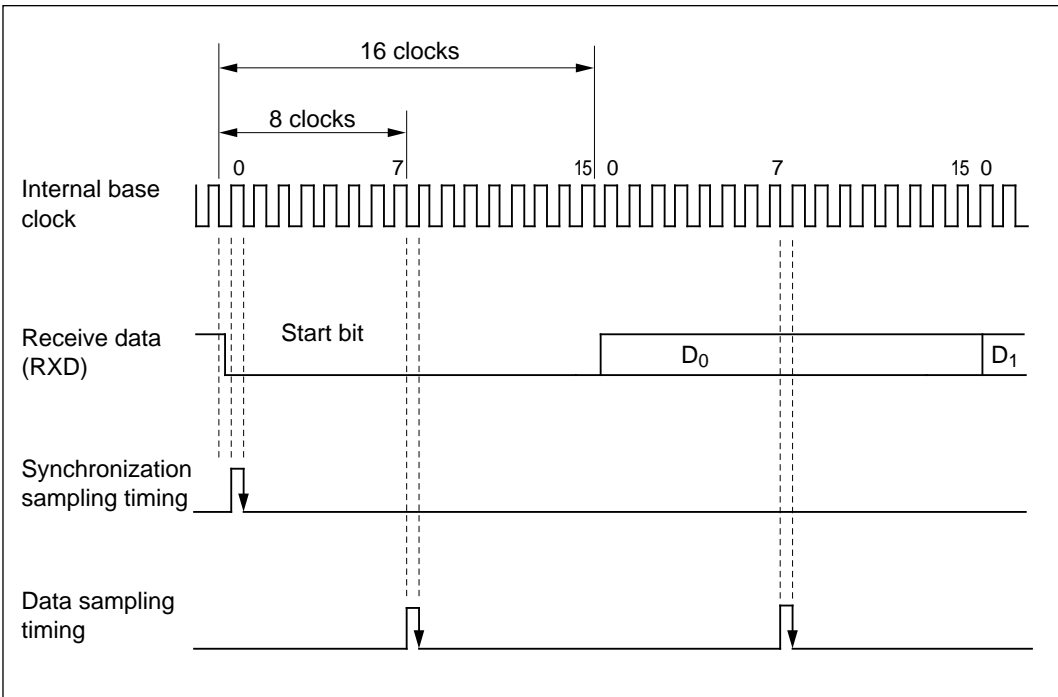 16 clocks
8 clocks
0 7 15 0 7 15 0
Internal base
clock
Receive data
(RXD)
Start bit
D₀
D₁
Synchronization
sampling timing
Data sampling
timing